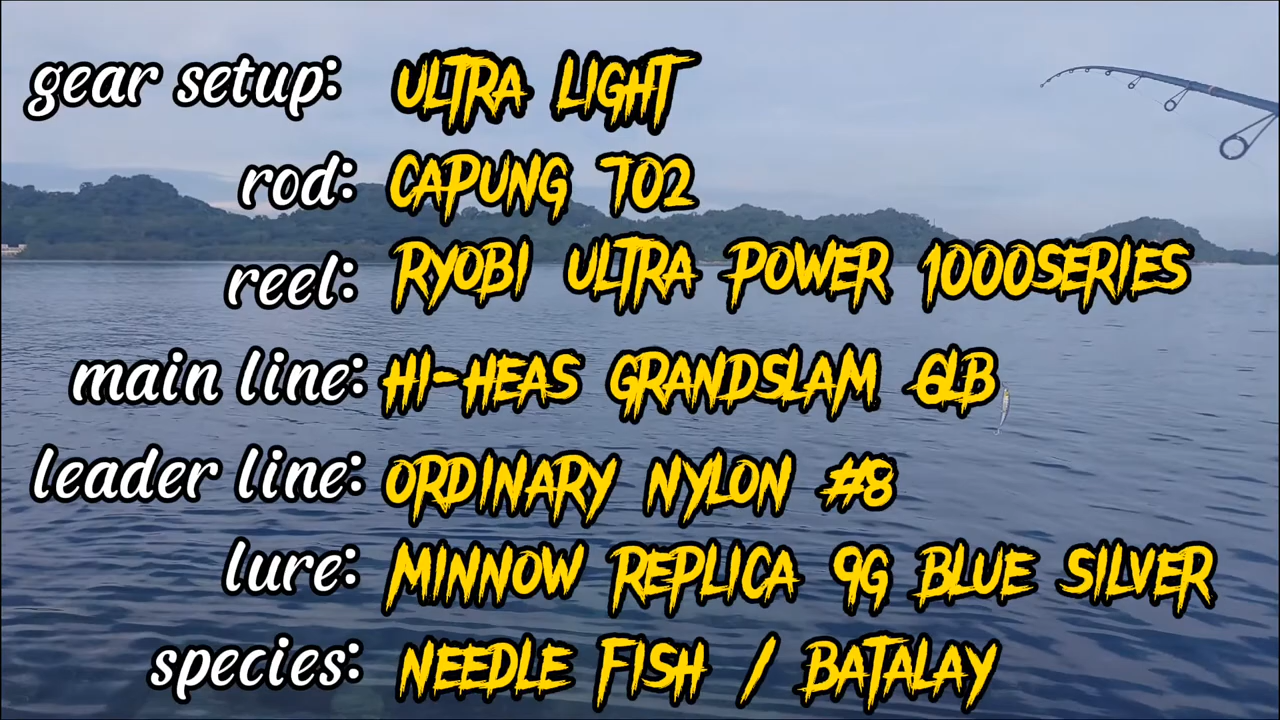 gear setup: ULTRA LIGHT
rod: CAPUNG 702
reel: RYOBI ULTRA POWER 1000SERIES
main line: HI-HEAS GRANDSLAM 6LB
leader line: ORDINARY NYLON #8
lure: MINNOW REPLICA 9G BLUE SILVER
species: NEEDLE FISH / BATALAY